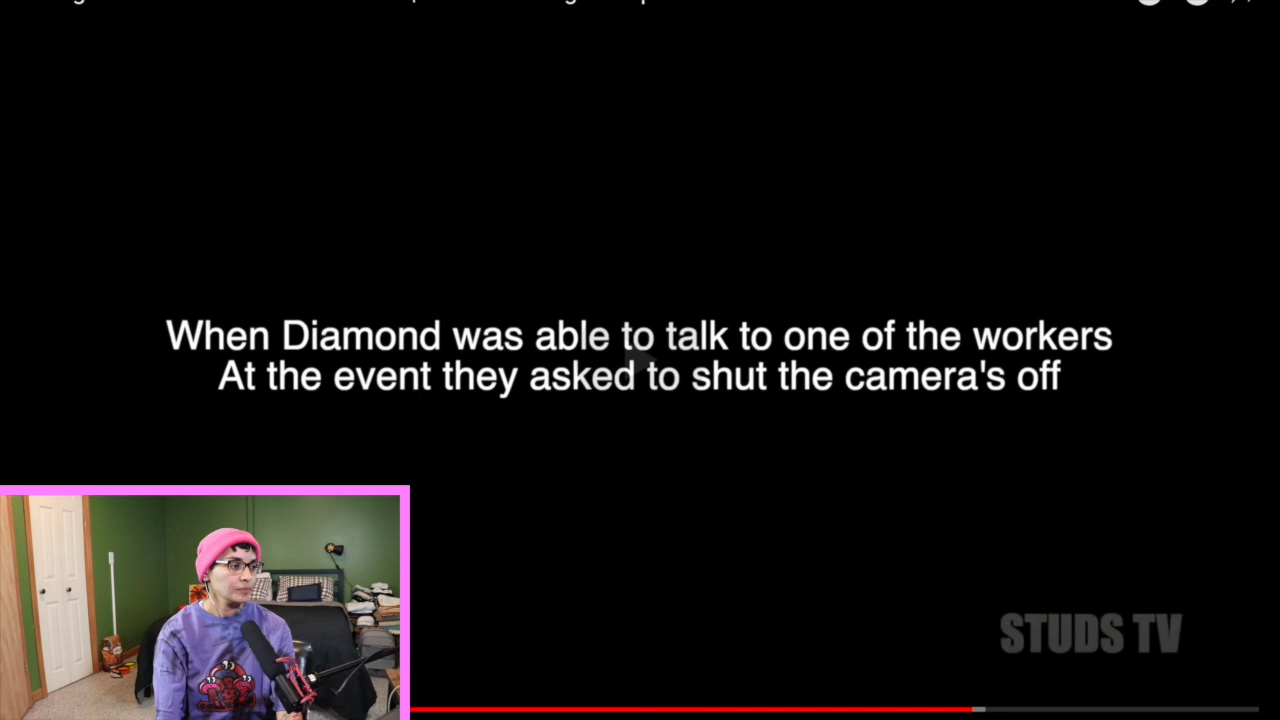 When Diamond was able to talk to one of the workers
At the event they asked to shut the camera's off
STUDS TV